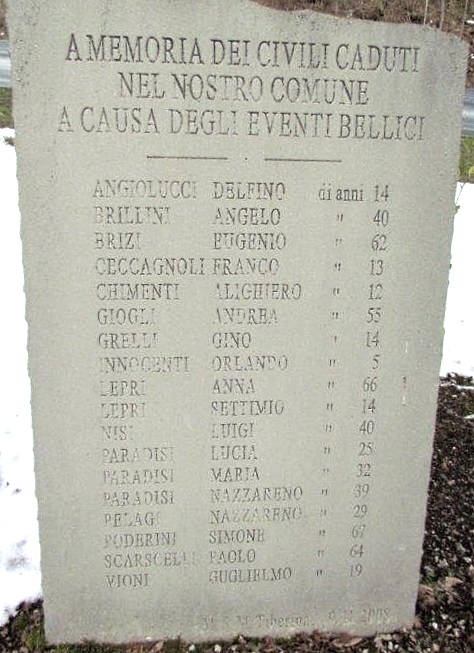 A MEMORIA DEI CIVILI CADUTI
NEL NOSTRO COMUNE
A CAUSA DEGLI EVENTI BELLICI
ANGIOLUCCI DELFINO di anni 14
BRILLINI ANGELO " 40
BRIZI EUGENIO " 62
CECCAGNOLI FRANCO " 13
CHIMENTI ALIGHIERO " 12
GIOGLI ANDREA " 55
GRELLI GINO " 14
INNOCENTI ORLANDO " 5
LEPRI ANNA " 66
LEPRI SETTIMIO " 14
NISI LUIGI " 40
PARADISI LUCIA " 25
PARADISI MARIA " 32
PARADISI NAZZARENO " 39
PELAGI NAZZARENO " 29
PODERINI SIMONE " 67
SCARSCELLI PAOLO " 64
VIONI GUGLIELMO " 19
M. S. M. Tiberina 2008